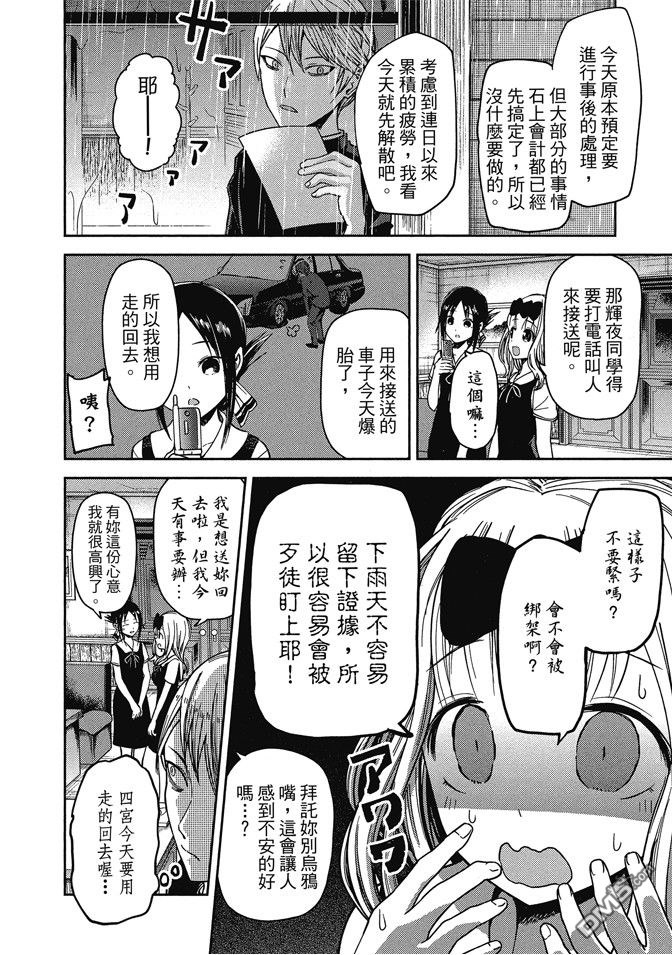 今天原本預定要
進行事後的處理，
但大部分的事情
石上會計都已經
先搞定了，所以
沒什麼要做的。
考慮到連日以來
累積的疲勞，我看
今天就先解散吧。
ザァァァ
耶——！
那輝夜同學得
要打電話叫人
來接送呢。
這個嘛…
用來接送的
車子今天爆
胎了，
所以我想用
走的回去。
咦？
這樣子
不要緊嗎？
會不會被
綁架啊？
下雨天不容易
留下證據，所
以很容易會被
歹徒盯上耶！
アワワ
拜託妳別烏鴉
嘴，這會讓人
感到不安的好
嗎…？
我是想送妳回
去啦，但我今
天有事要辦…
有妳這份心意
我就很高興了。
四宮今天要用
走的回去喔…
DM5.com